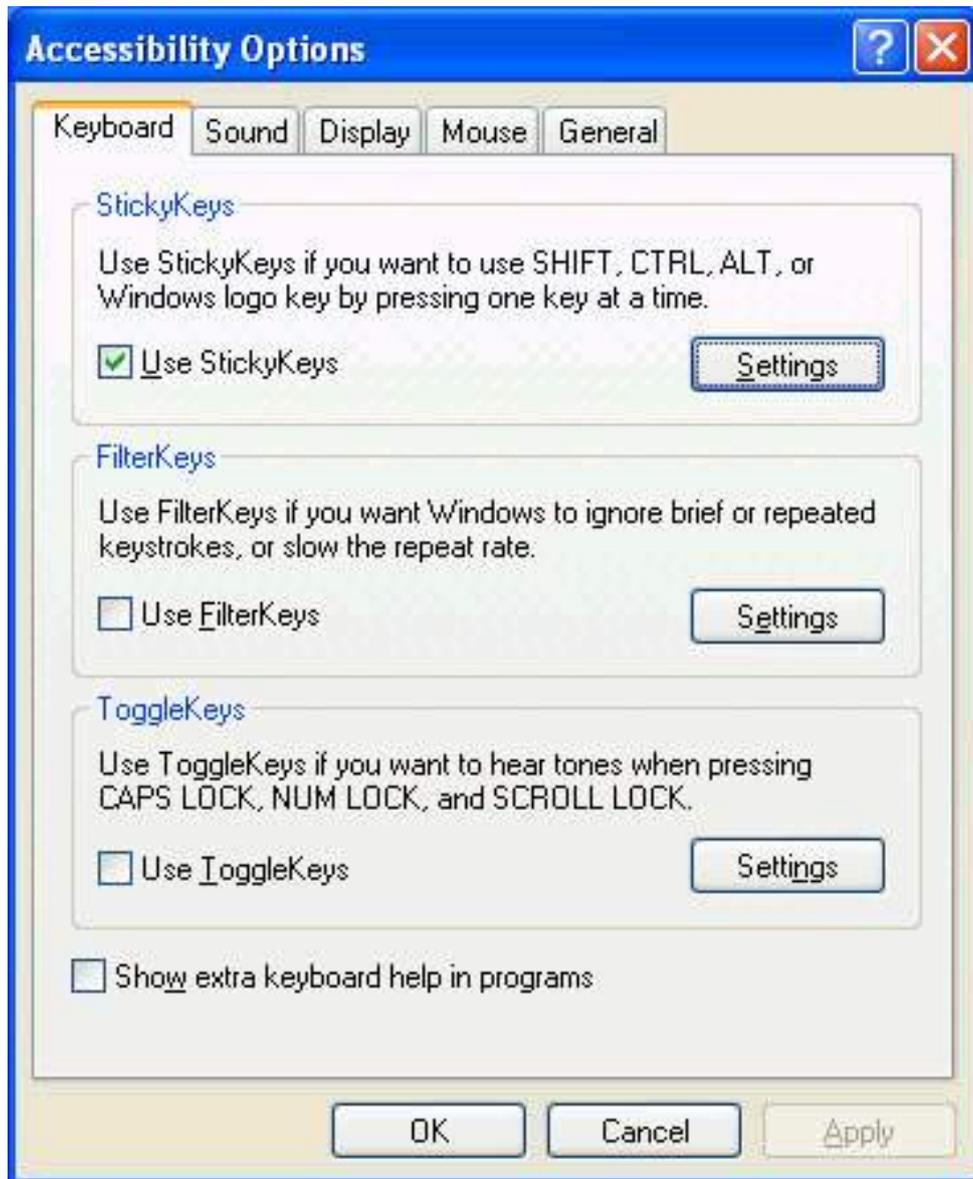 Accessibility Options
Keyboard Sound Display Mouse General
StickyKeys
Use StickyKeys if you want to use SHIFT, CTRL, ALT, or
Windows logo key by pressing one key at a time.
Use StickyKeys
Settings
FilterKeys
Use FilterKeys if you want Windows to ignore brief or repeated
keystrokes, or slow the repeat rate.
Use FilterKeys
Settings
ToggleKeys
Use ToggleKeys if you want to hear tones when pressing
CAPS LOCK, NUM LOCK, and SCROLL LOCK.
Use ToggleKeys
Settings
Show extra keyboard help in programs
OK Cancel Apply